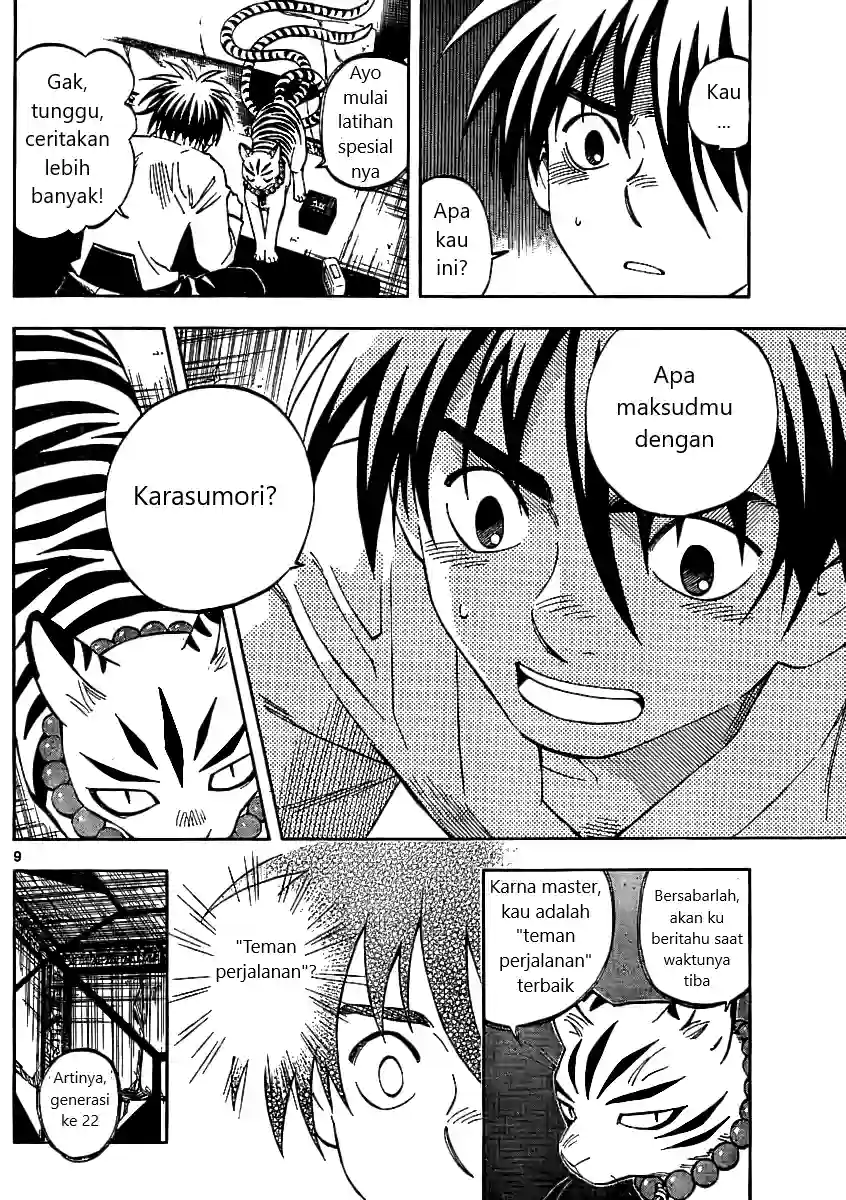 Kau
...
Apa
kau
ini?
Ayo
mulai
latihan
spesial
nya
Gak,
tunggu,
ceritakan
lebih
banyak!
Apa
maksudmu
dengan
Karasumori?
9
Bersabarlah,
akan ku
beritahu saat
waktunya
tiba
Karna master,
kau adalah
"teman
perjalanan"
terbaik
"Teman
perjalanan"?
Artinya,
generasi
ke 22